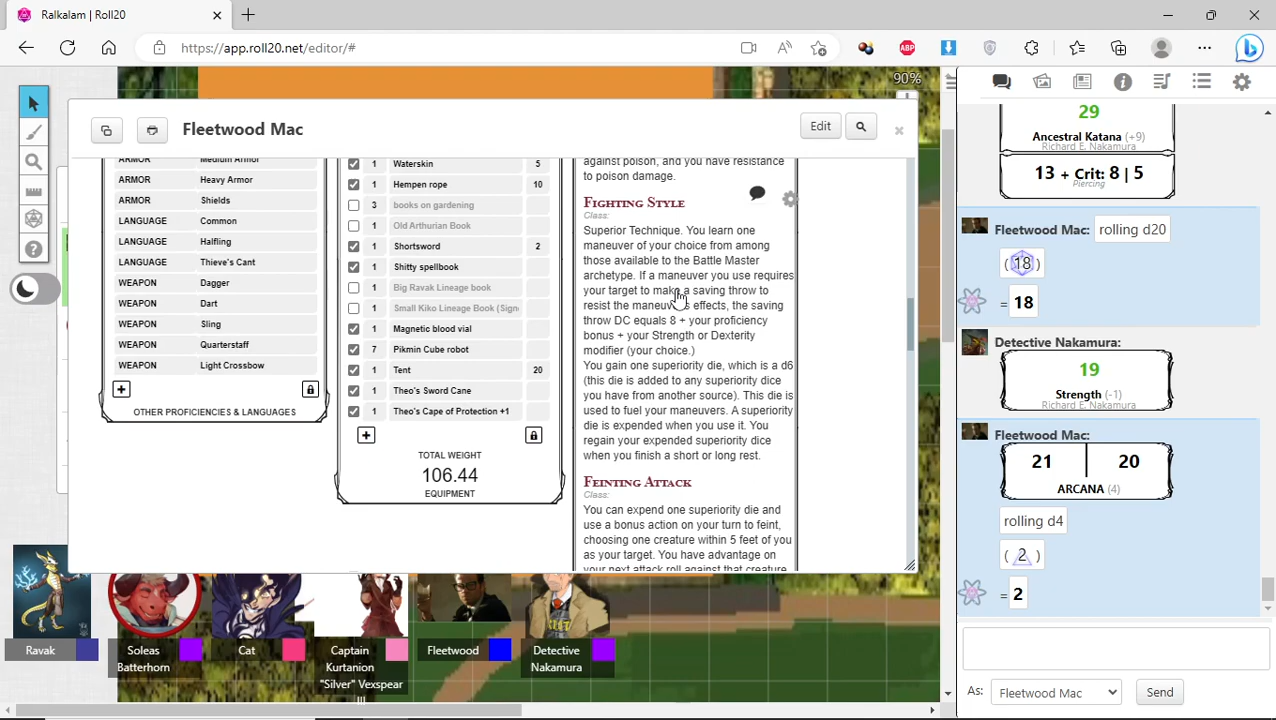 Ralkalam | Roll20
https://app.roll20.net/editor/#
ABP
90%
Fleetwood Mac
Edit
ARMOR Medium Armor
ARMOR Heavy Armor
ARMOR Shields
LANGUAGE Common
LANGUAGE Halfling
LANGUAGE Thieve's Cant
WEAPON Dagger
WEAPON Dart
WEAPON Sling
WEAPON Quarterstaff
WEAPON Light Crossbow
OTHER PROFICIENCIES & LANGUAGES
1 Waterskin 5
1 Hempen rope 10
3 books on gardening
1 Old Arthurian Book
1 Shortsword 2
1 Shitty spellbook
1 Big Ravak Lineage book
1 Small Kiko Lineage Book (Sign
1 Magnetic blood vial
7 Pikmin Cube robot
1 Tent 20
1 Theo's Sword Cane
1 Theo's Cape of Protection +1
TOTAL WEIGHT
106.44
EQUIPMENT
against poison, and you have resistance
to poison damage.
FIGHTING STYLE
Class:
Superior Technique. You learn one
maneuver of your choice from among
those available to the Battle Master
archetype. If a maneuver you use requires
your target to make a saving throw to
resist the maneuver's effects, the saving
throw DC equals 8 + your proficiency
bonus + your Strength or Dexterity
modifier (your choice.)
You gain one superiority die, which is a d6
(this die is added to any superiority dice
you have from another source). This die is
used to fuel your maneuvers. A superiority
die is expended when you use it. You
regain your expended superiority dice
when you finish a short or long rest.
FEINTING ATTACK
Class:
You can expend one superiority die and
use a bonus action on your turn to feint,
choosing one creature within 5 feet of you
as your target. You have advantage on
your next attack roll against that creature
Ravak
Soleas
Batterhorn
Cat
Captain
Kurtanion
"Silver" Vexspear
III
Fleetwood
Detective
Nakamura
29
Ancestral Katana (+9)
Richard E. Nakamura
13 + Crit: 8 | 5
Piercing
Fleetwood Mac: rolling d20
(18)
= 18
Detective Nakamura:
19
Strength (-1)
Richard E. Nakamura
Fleetwood Mac:
21 20
ARCANA (4)
rolling d4
(2)
= 2
As: Fleetwood Mac Send